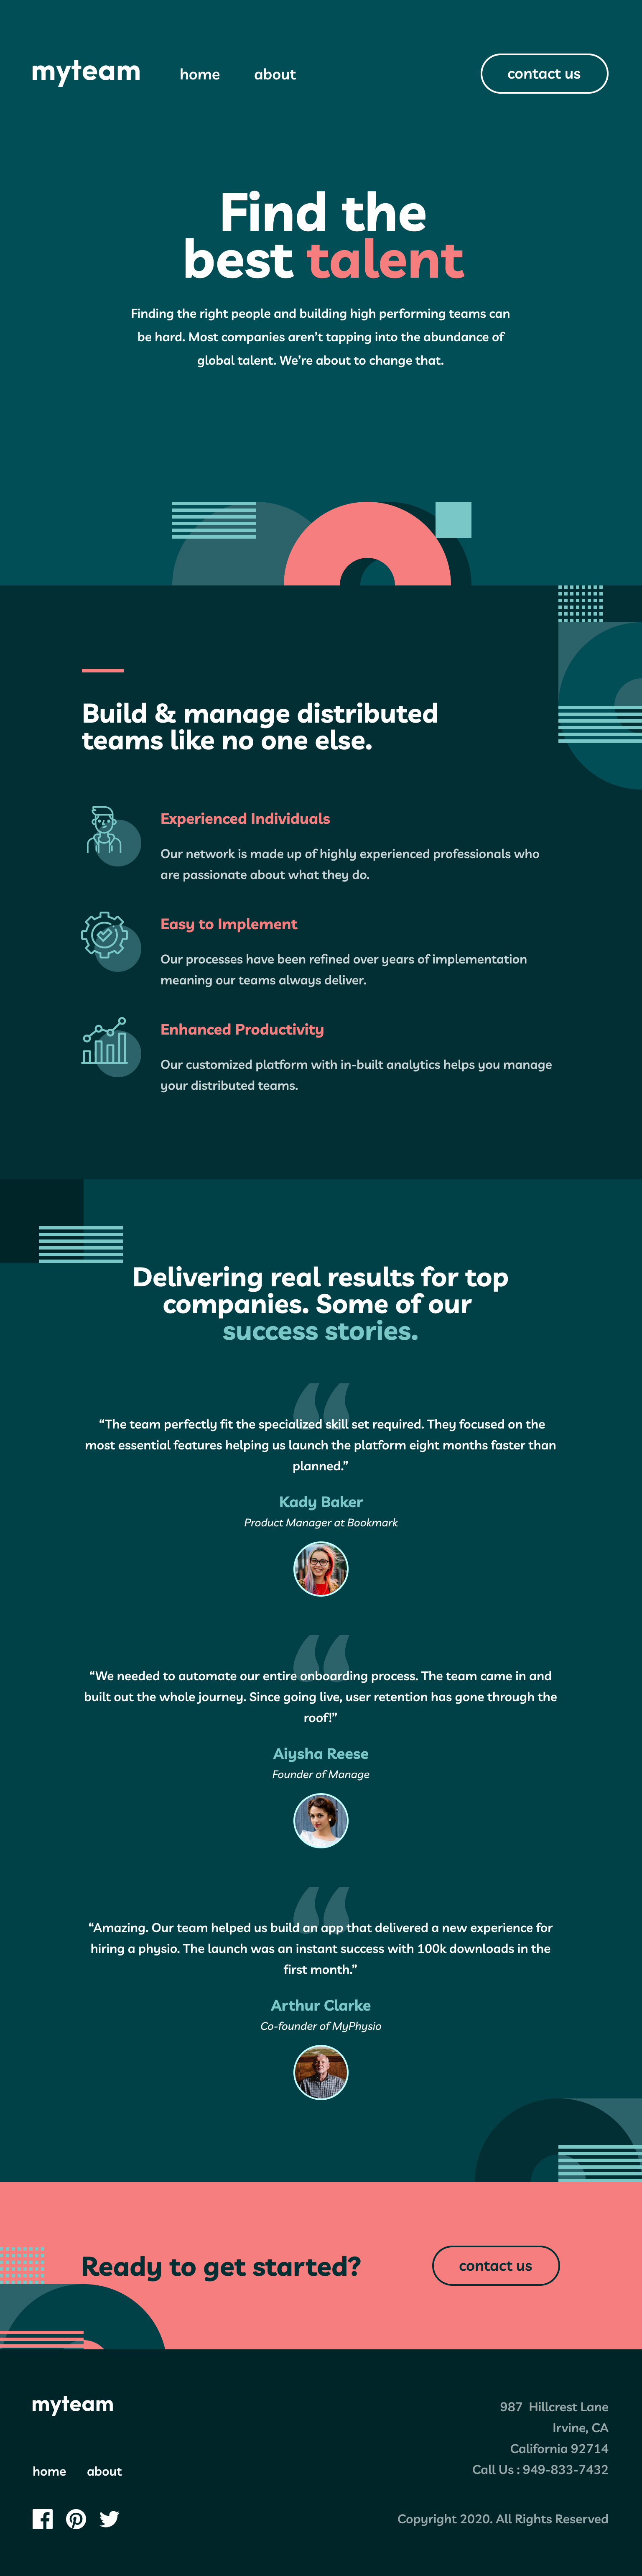 myteam
home
about
contact us
Find the
best talent
Finding the right people and building high performing teams can
be hard. Most companies aren’t tapping into the abundance of
global talent. We’re about to change that.
Build & manage distributed
teams like no one else.
Experienced Individuals
Our network is made up of highly experienced professionals who
are passionate about what they do.
Easy to Implement
Our processes have been refined over years of implementation
meaning our teams always deliver.
Enhanced Productivity
Our customized platform with in-built analytics helps you manage
your distributed teams.
Delivering real results for top
companies. Some of our
success stories.
“The team perfectly fit the specialized skill set required. They focused on the
most essential features helping us launch the platform eight months faster than
planned.”
Kady Baker
Product Manager at Bookmark
“We needed to automate our entire onboarding process. The team came in and
built out the whole journey. Since going live, user retention has gone through the
roof!”
Aiysha Reese
Founder of Manage
“Amazing. Our team helped us build an app that delivered a new experience for
hiring a physio. The launch was an instant success with 100k downloads in the
first month.”
Arthur Clarke
Co-founder of MyPhysio
Ready to get started?
contact us
myteam
home
about
987 Hillcrest Lane
Irvine, CA
California 92714
Call Us : 949-833-7432
Copyright 2020. All Rights Reserved